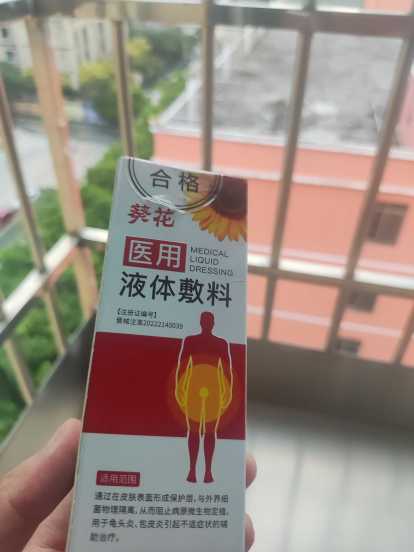 合格
葵花
医用
MEDICAL
LIQUID
DRESSING
液体敷料
【注册证编号】
赣械注准20222140039
适用范围
通过在皮肤表面形成保护层,与外界细
菌物理隔离,从而阻止病原微生物定植,
用于龟头炎、包皮炎引起不适症状的辅
助治疗。